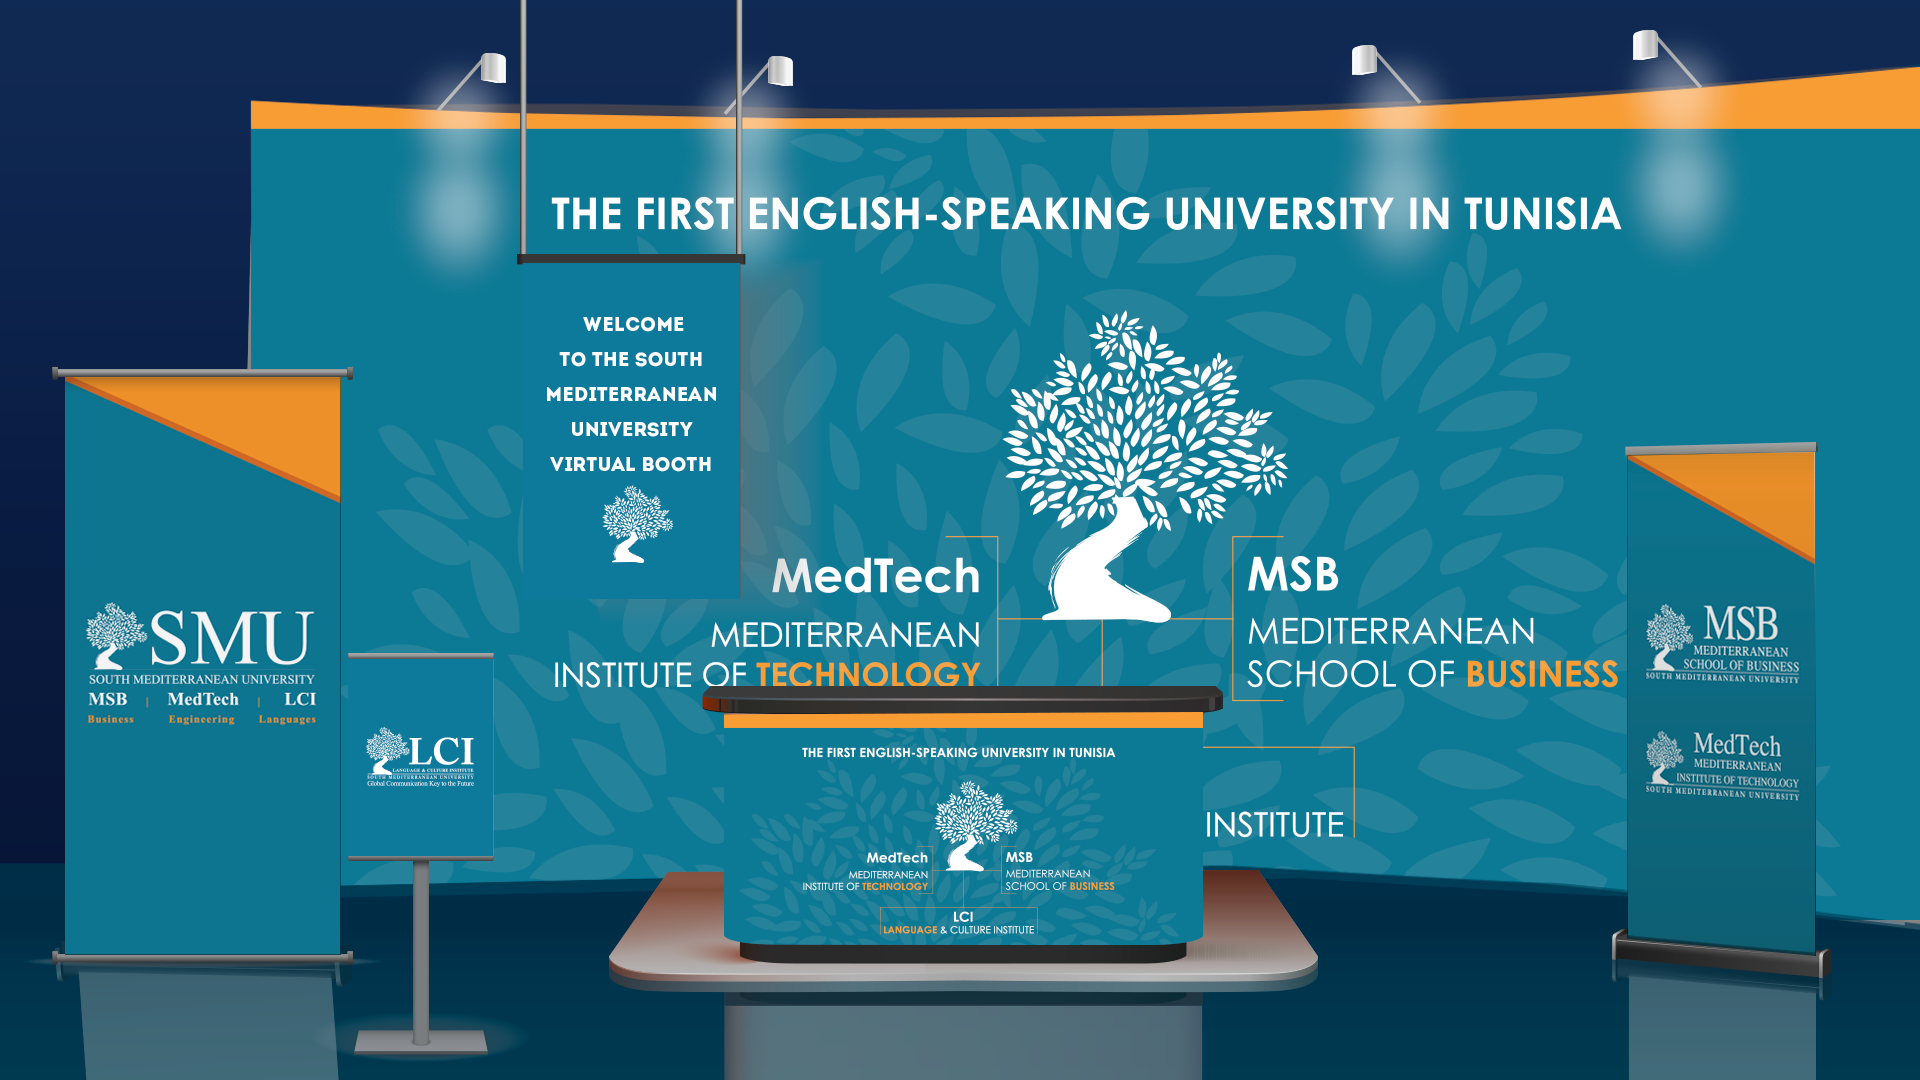 THE FIRST ENGLISH-SPEAKING UNIVERSITY IN TUNISIA
WELCOME
TO THE SOUTH
MEDITERRANEAN
UNIVERSITY
VIRTUAL BOOTH
MedTech
MEDITERRANEAN
INSTITUTE OF TECHNOLOGY
MSB
MEDITERRANEAN
SCHOOL OF BUSINESS
INSTITUTE
SMU
SOUTH MEDITERRANEAN UNIVERSITY
MSB | MedTech | LCI
Business Engineering Languages
LCI
LANGUAGE & CULTURE INSTITUTE
SOUTH MEDITERRANEAN UNIVERSITY
Global Communication Key to the Future
THE FIRST ENGLISH-SPEAKING UNIVERSITY IN TUNISIA
MedTech
MEDITERRANEAN
INSTITUTE OF TECHNOLOGY
MSB
MEDITERRANEAN
SCHOOL OF BUSINESS
LCI
LANGUAGE & CULTURE INSTITUTE
MSB
MEDITERRANEAN
SCHOOL OF BUSINESS
SOUTH MEDITERRANEAN UNIVERSITY
MedTech
MEDITERRANEAN
INSTITUTE OF TECHNOLOGY
SOUTH MEDITERRANEAN UNIVERSITY